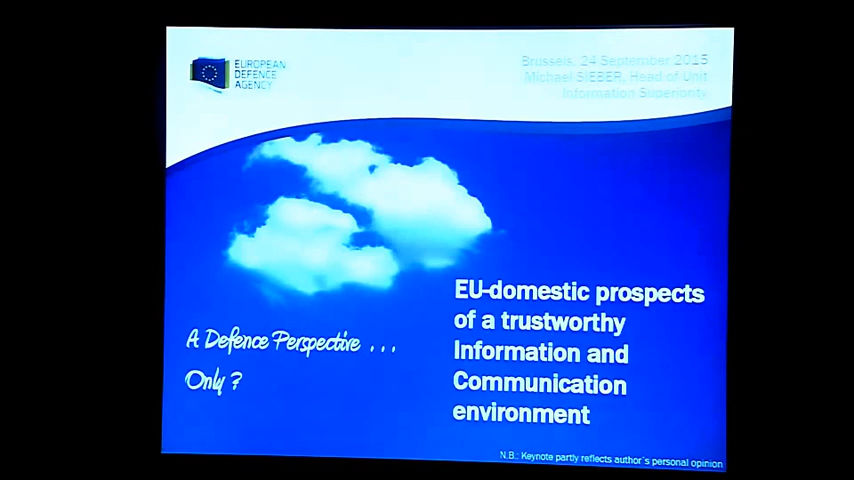 EUROPEAN
DEFENCE
AGENCY
Brussels, 24 September 2015
Michael SIEBER, Head of Unit
Information Superiority
A Defence Perspective ...
Only ?
EU-domestic prospects
of a trustworthy
Information and
Communication
environment
N.B.: Keynote partly reflects author´s personal opinion